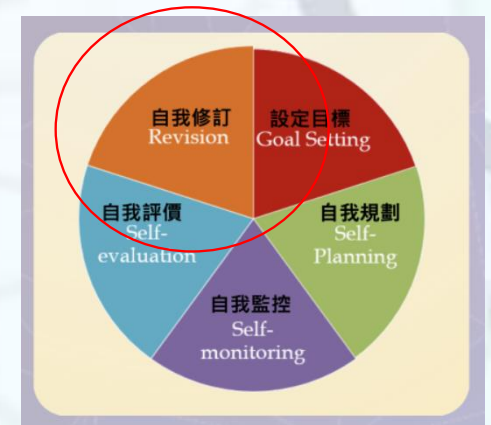 自我修訂
Revision
設定目標
Goal Setting
自我規劃
Self-
Planning
自我監控
Self-
monitoring
自我評價
Self-
evaluation